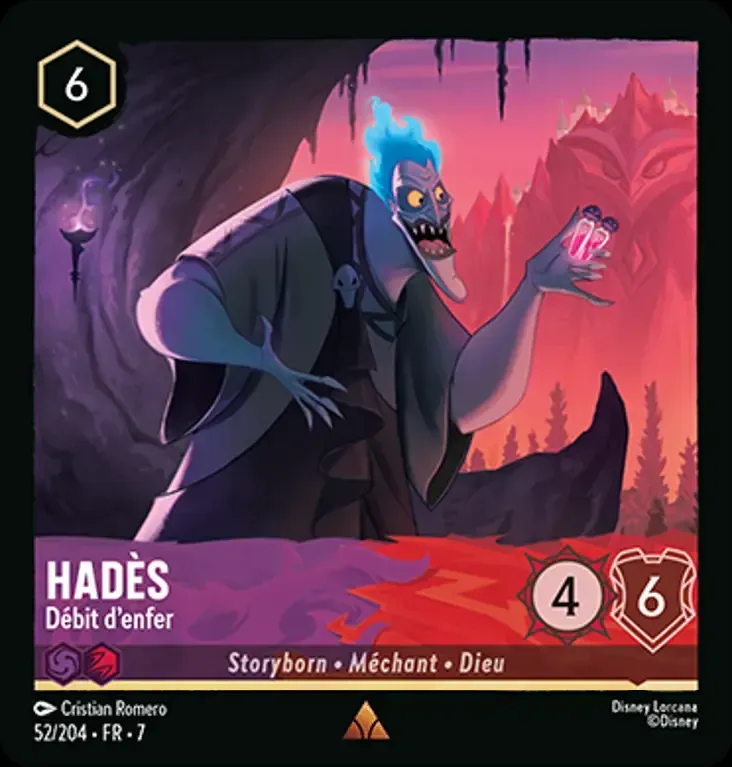 6
HADÈS
Débit d'enfer
4
6
Storyborn • Méchant • Dieu
Cristian Romero
52/204 • FR • 7
Disney Lorcana
©Disney